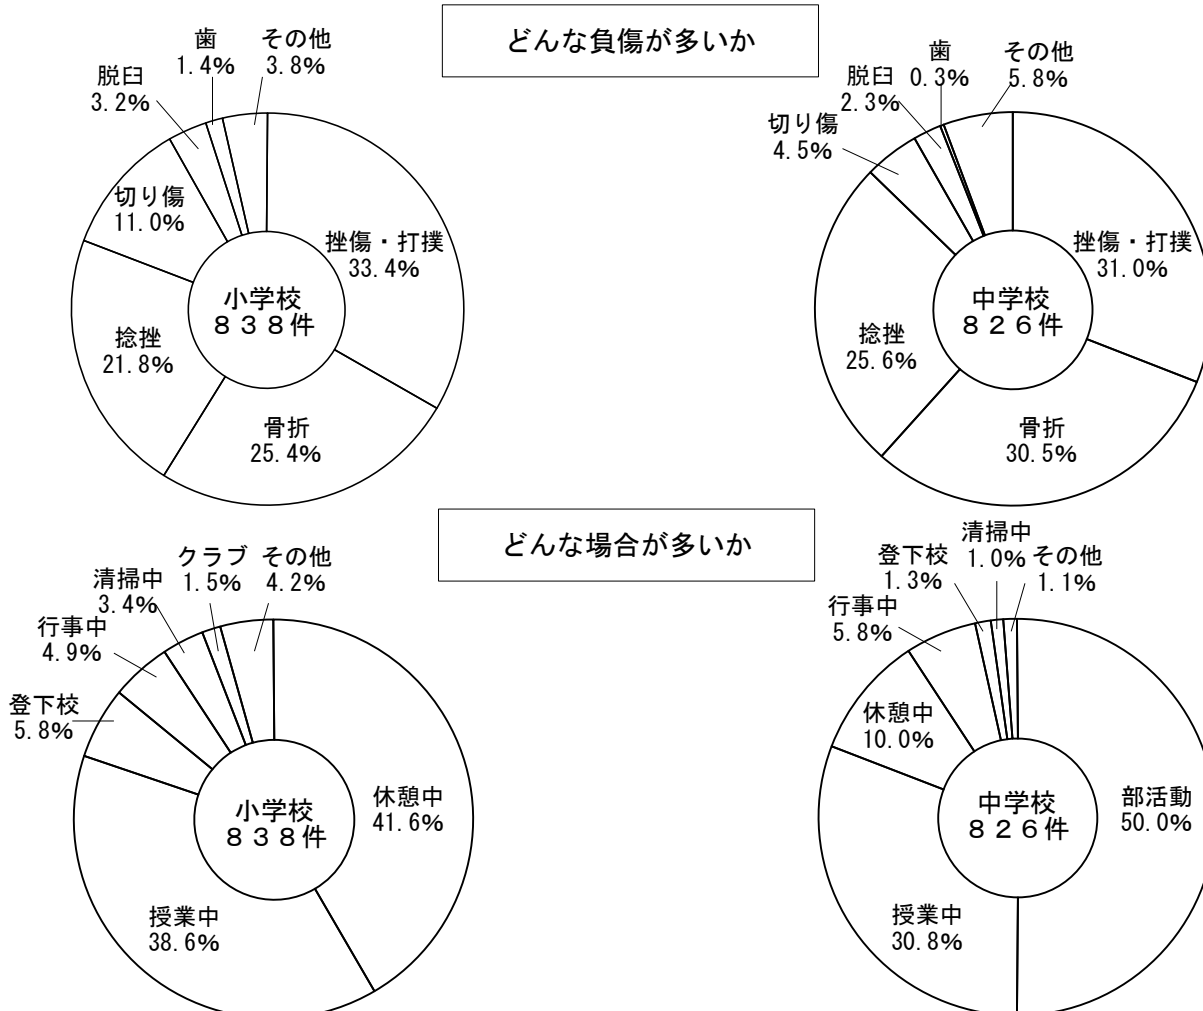 どんな負傷が多いか
歯
1.4%
その他
3.8%
脱臼
3.2%
切り傷
11.0%
挫傷・打撲
33.4%
小学校
８３８件
捻挫
21.8%
骨折
25.4%
歯
0.3%
その他
5.8%
脱臼
2.3%
切り傷
4.5%
挫傷・打撲
31.0%
中学校
８２６件
捻挫
25.6%
骨折
30.5%
どんな場合が多いか
クラブ
1.5%
その他
4.2%
清掃中
3.4%
行事中
4.9%
登下校
5.8%
休憩中
41.6%
小学校
８３８件
授業中
38.6%
清掃中
1.0%
その他
1.1%
登下校
1.3%
行事中
5.8%
休憩中
10.0%
部活動
50.0%
中学校
８２６件
授業中
30.8%